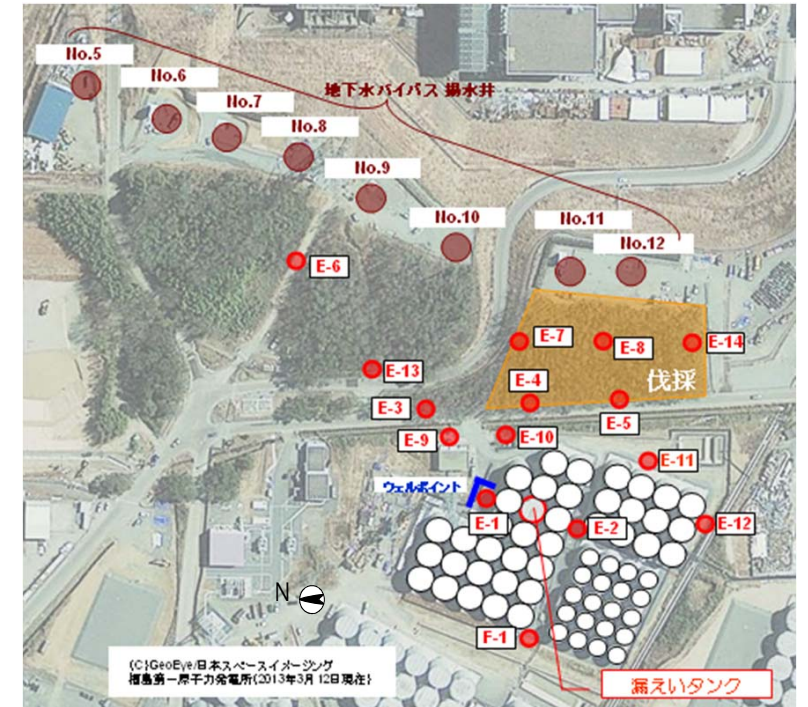 No.5
No.6
No.7
No.8
地下水バイパス 揚水井
No.9
No.10
No.11
No.12
E-6
E-7
E-8
E-14
E-13
伐採
E-4
E-3
E-5
E-9
E-10
E-11
ウェルポイント
E-1
E-2
E-12
N
F-1
(C)GeoEye/日本スペースイメージング
福島第一原子力発電所(2013年3月12日現在)
漏えいタンク